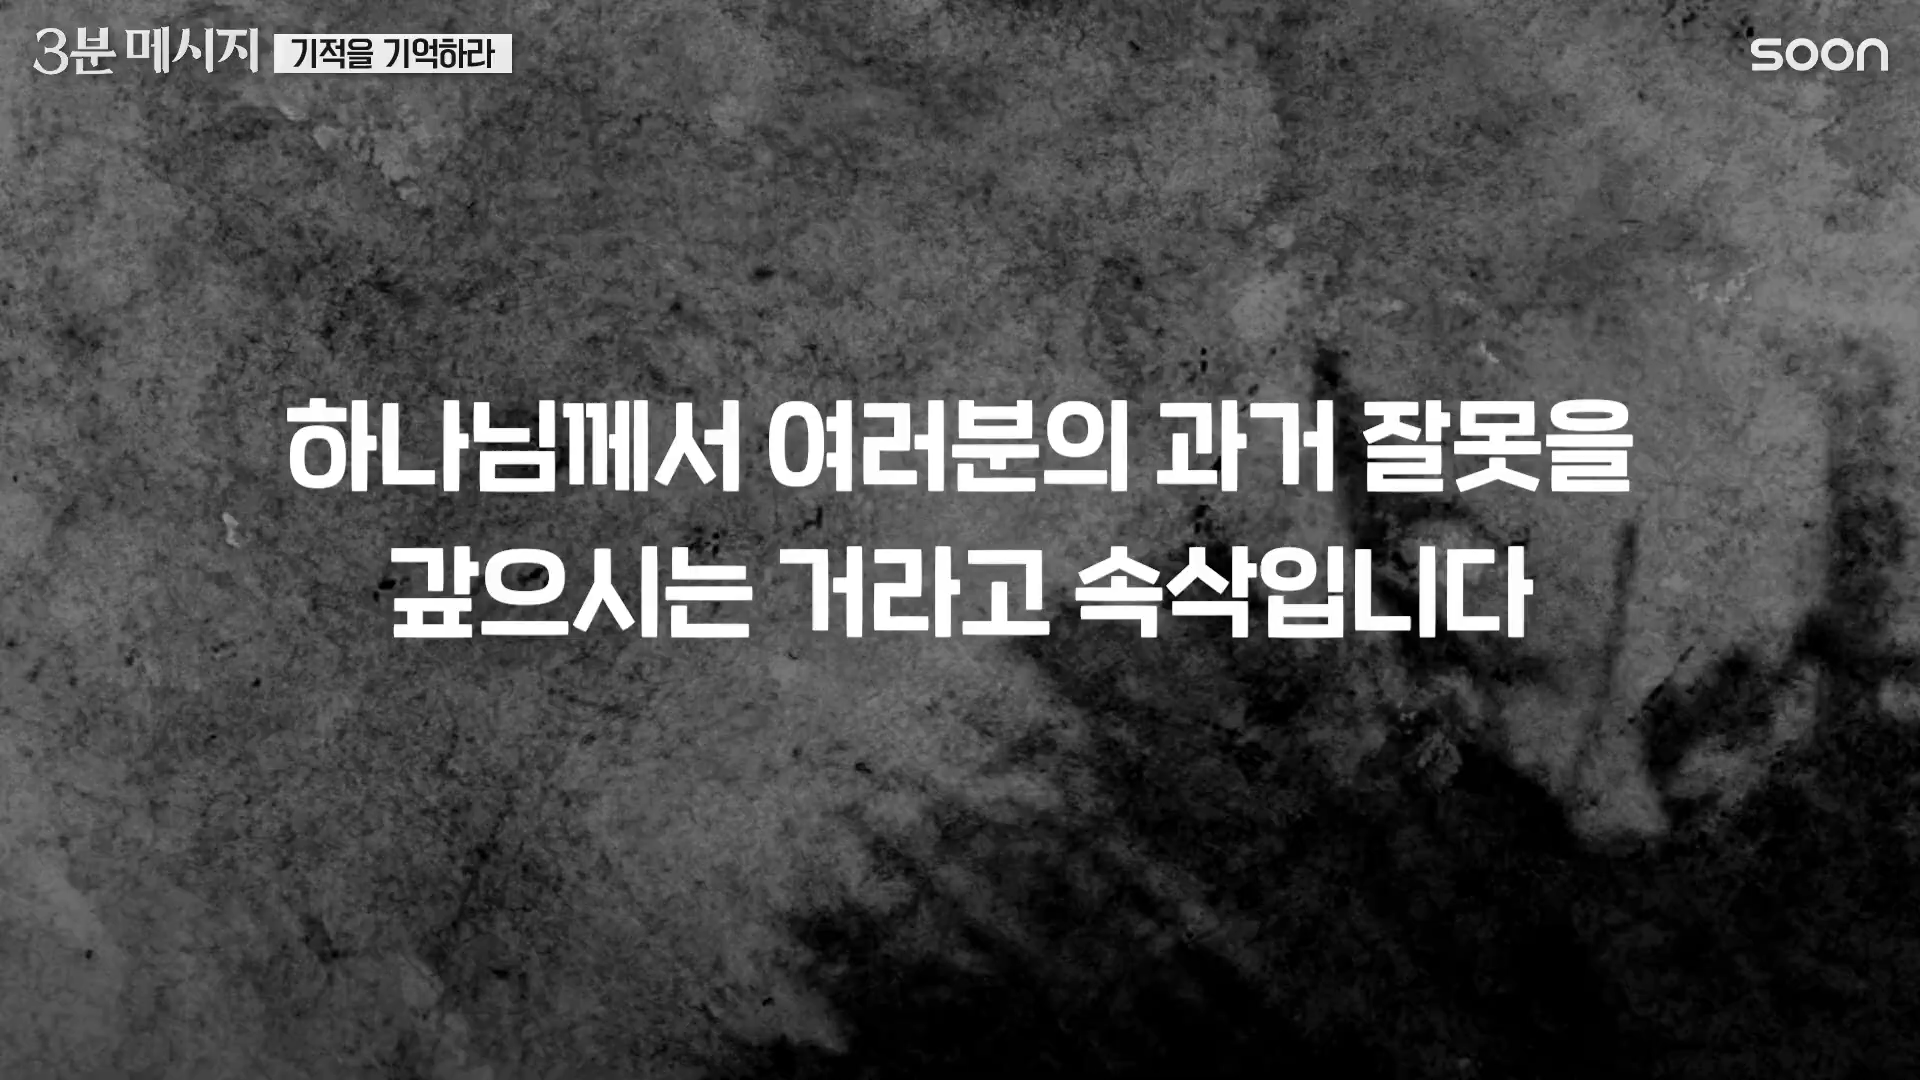 3분 메시지 기적을 기억하라
soon
하나님께서 여러분의 과거 잘못을
갚으시는 거라고 속삭입니다